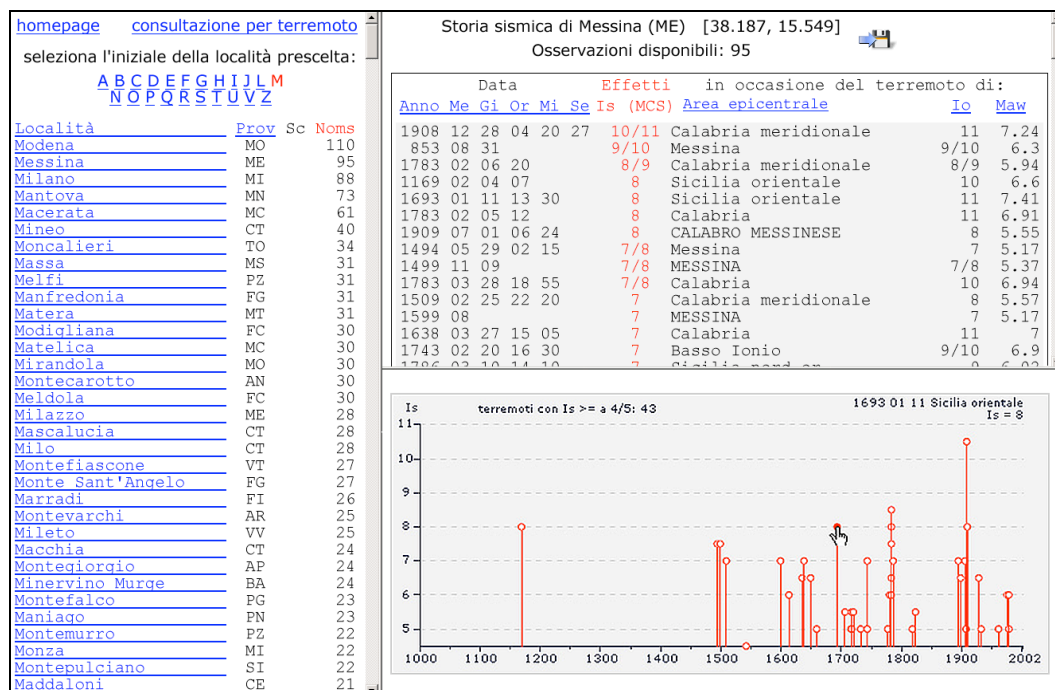 homepage consultazione per terremoto
seleziona l'iniziale della località prescelta:
A B C D E F G H I J L M
N O P Q R S T U V Z
Località Prov Sc Noms
Modena MO 110
Messina ME 95
Milano MI 88
Mantova MN 73
Macerata MC 61
Mineo CT 40
Moncalieri TO 34
Massa MS 31
Melfi PZ 31
Manfredonia FG 31
Matera MT 31
Modigliana FC 30
Matelica MC 30
Mirandola MO 30
Montecarotto AN 30
Meldola FC 30
Milazzo ME 28
Mascalucia CT 28
Milo CT 28
Montefiascone VT 27
Monte Sant'Angelo FG 27
Marradi FI 26
Montevarchi AR 25
Mileto VV 25
Macchia CT 24
Montegiorgio AP 24
Minervino Murge BA 24
Montefalco PG 23
Maniago PN 23
Montemurro PZ 22
Monza MI 22
Montepulciano SI 22
Maddaloni CE 21
Storia sismica di Messina (ME) [38.187, 15.549]
Osservazioni disponibili: 95
Data Effetti in occasione del terremoto di:
Anno Me Gi Or Mi Se Is (MCS) Area epicentrale Io Maw
1908 12 28 04 20 27 10/11 Calabria meridionale 11 7.24
853 08 31 9/10 Messina 9/10 6.3
1783 02 06 20 8/9 Calabria meridionale 8/9 5.94
1169 02 04 07 8 Sicilia orientale 10 6.6
1693 01 11 13 30 8 Sicilia orientale 11 7.41
1783 02 05 12 8 Calabria 11 6.91
1909 07 01 06 24 8 CALABRO MESSINESE 8 5.55
1494 05 29 02 15 7/8 Messina 7 5.17
1499 11 09 7/8 MESSINA 7/8 5.37
1783 03 28 18 55 7/8 Calabria 10 6.94
1509 02 25 22 20 7 Calabria meridionale 8 5.57
1599 08 7 MESSINA 7 5.17
1638 03 27 15 05 7 Calabria 11 7
1743 02 20 16 30 7 Basso Ionio 9/10 6.9
Is terremoti con Is >= a 4/5: 43 1693 01 11 Sicilia orientale
Is = 8
11
10
9
8
7
6
5
1000 1100 1200 1300 1400 1500 1600 1700 1800 1900 2002